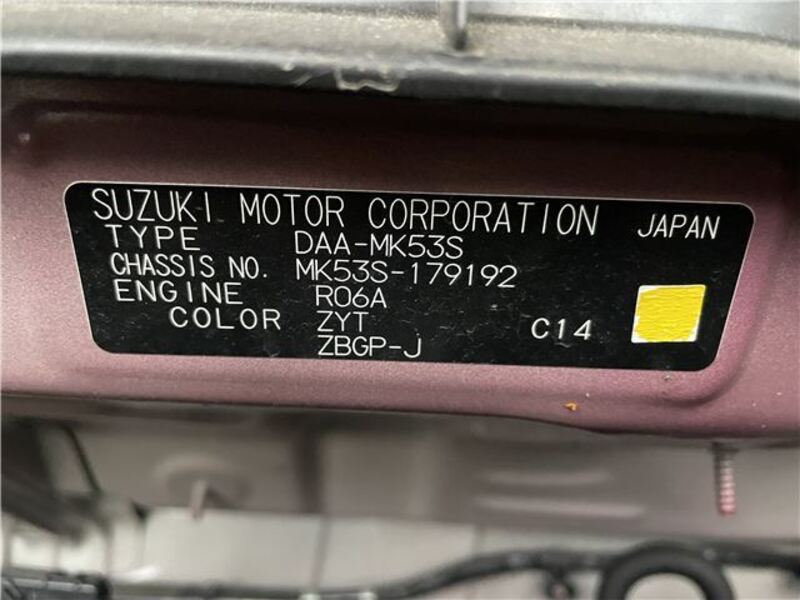 SUZUKI MOTOR CORPORATION JAPAN
TYPE DAA-MK53S
CHASSIS NO. MK53S-179192
ENGINE R06A
COLOR ZYT C14
ZBGP-J